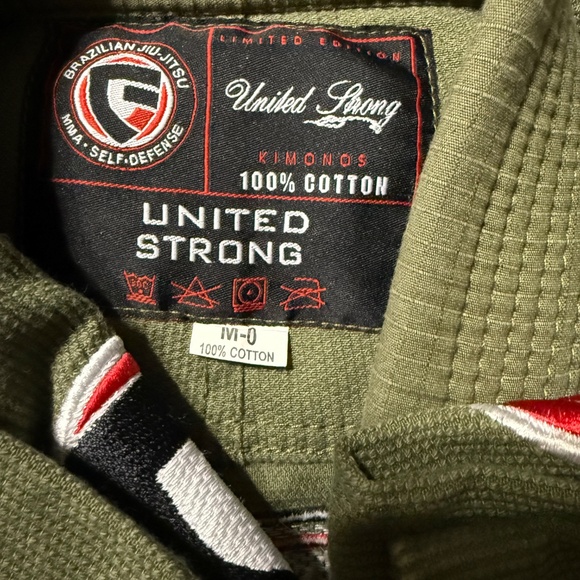 BRAZILIAN JIU-JITSU
MMA • SELF-DEFENSE
LIMITED EDITION
United Strong
KIMONOS
100% COTTON
UNITED
STRONG
M-0
100% COTTON